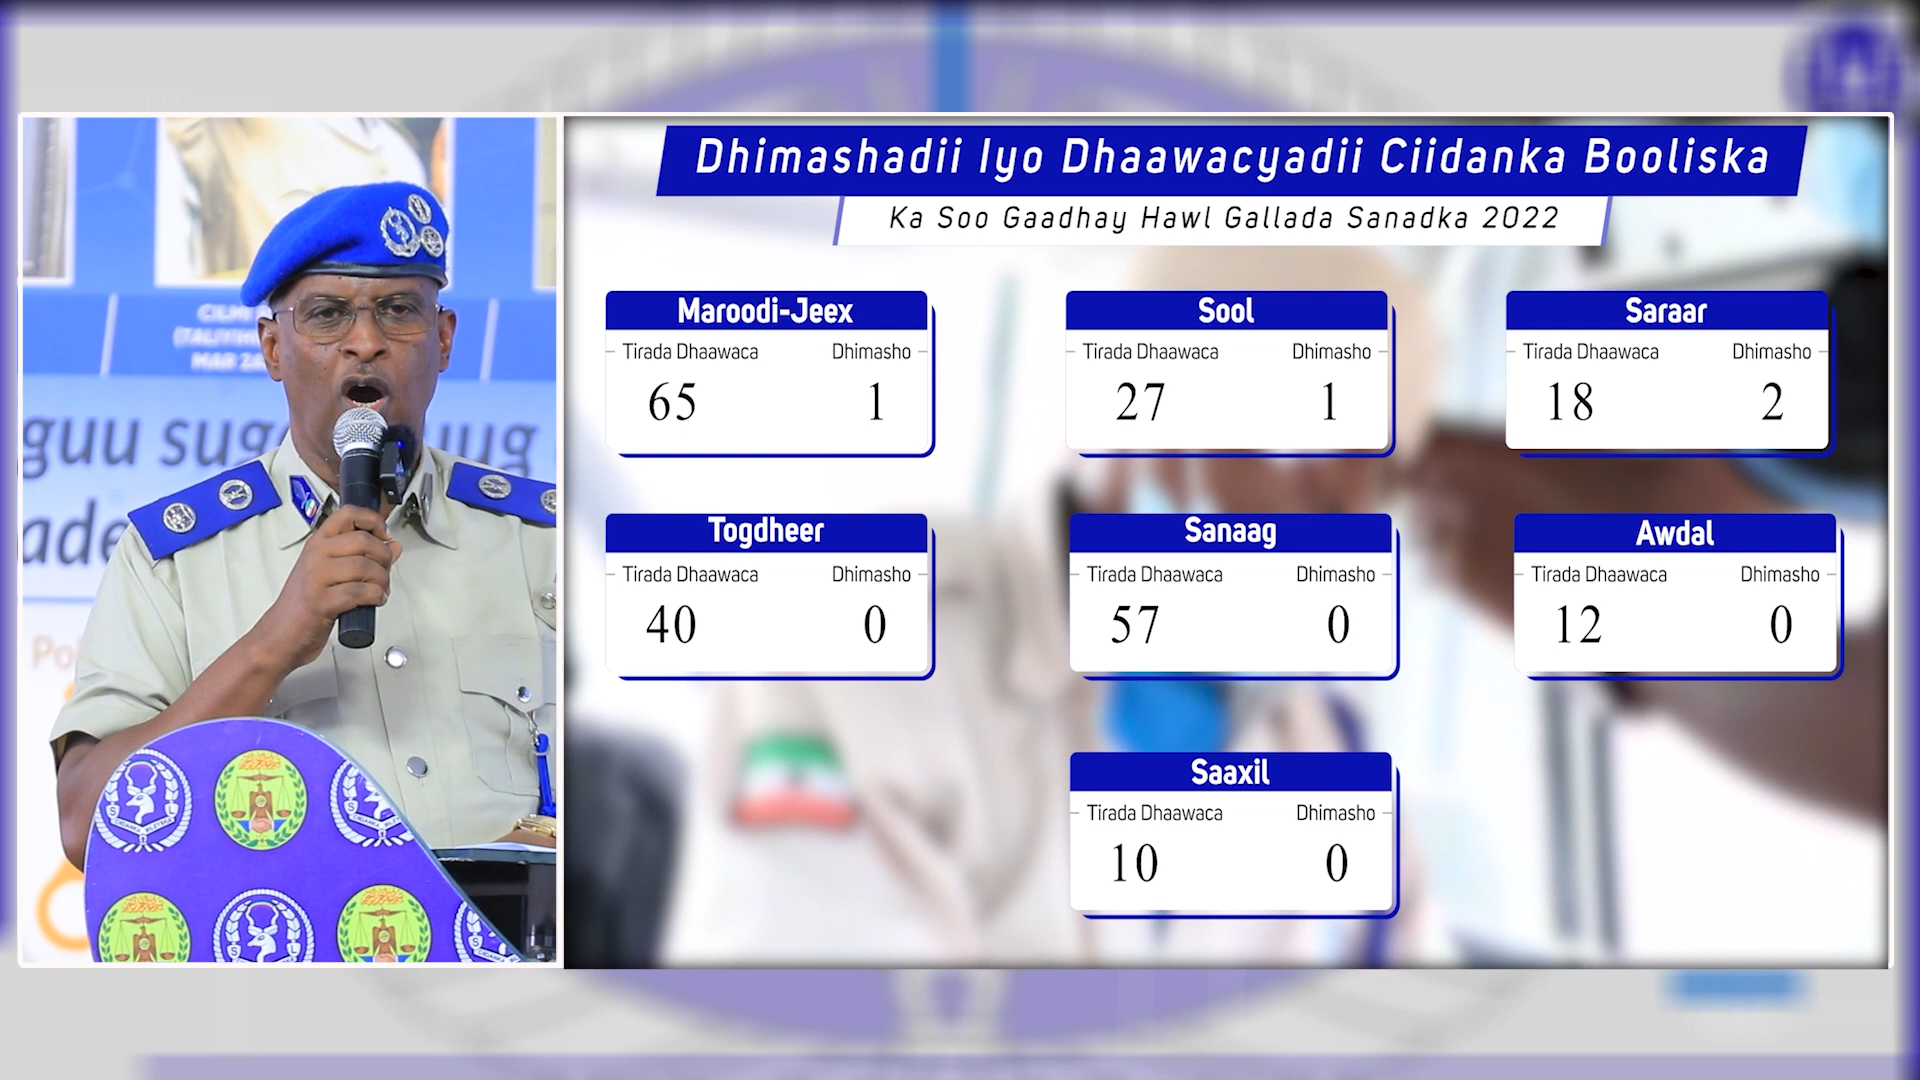 Dhimashadii Iyo Dhaawacyadii Ciidanka Booliska
Ka Soo Gaadhay Hawl Gallada Sanadka 2022
Maroodi-Jeex
Tirada Dhaawaca Dhimasho
65 1
Sool
Tirada Dhaawaca Dhimasho
27 1
Saraar
Tirada Dhaawaca Dhimasho
18 2
Togdheer
Tirada Dhaawaca Dhimasho
40 0
Sanaag
Tirada Dhaawaca Dhimasho
57 0
Awdal
Tirada Dhaawaca Dhimasho
12 0
Saaxil
Tirada Dhaawaca Dhimasho
10 0